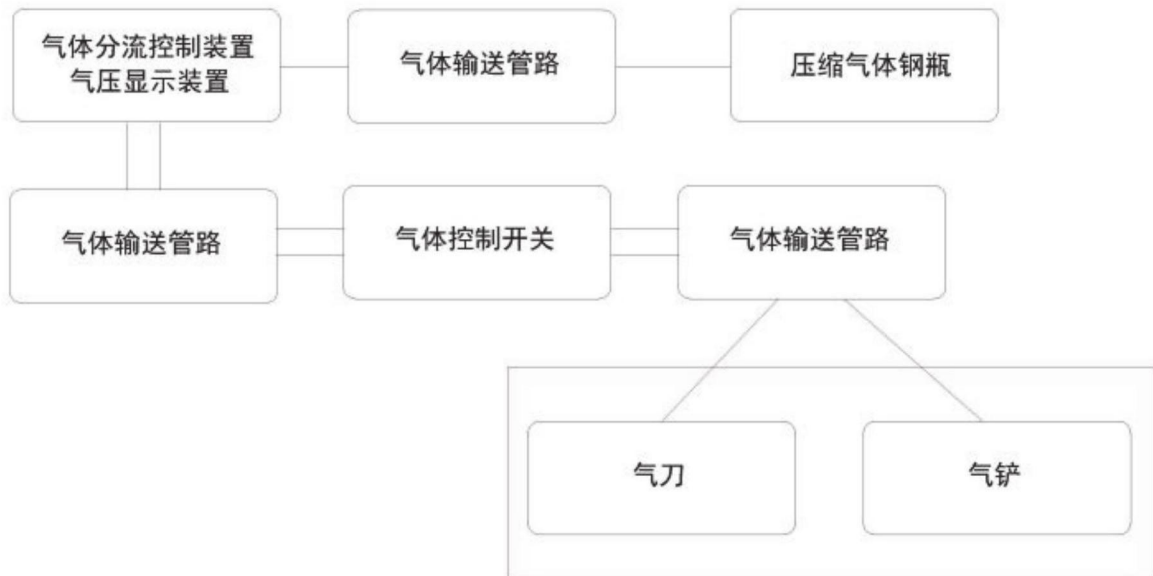 气体分流控制装置
气压显示装置
气体输送管路
压缩气体钢瓶
气体输送管路
气体控制开关
气体输送管路
气刀
气铲